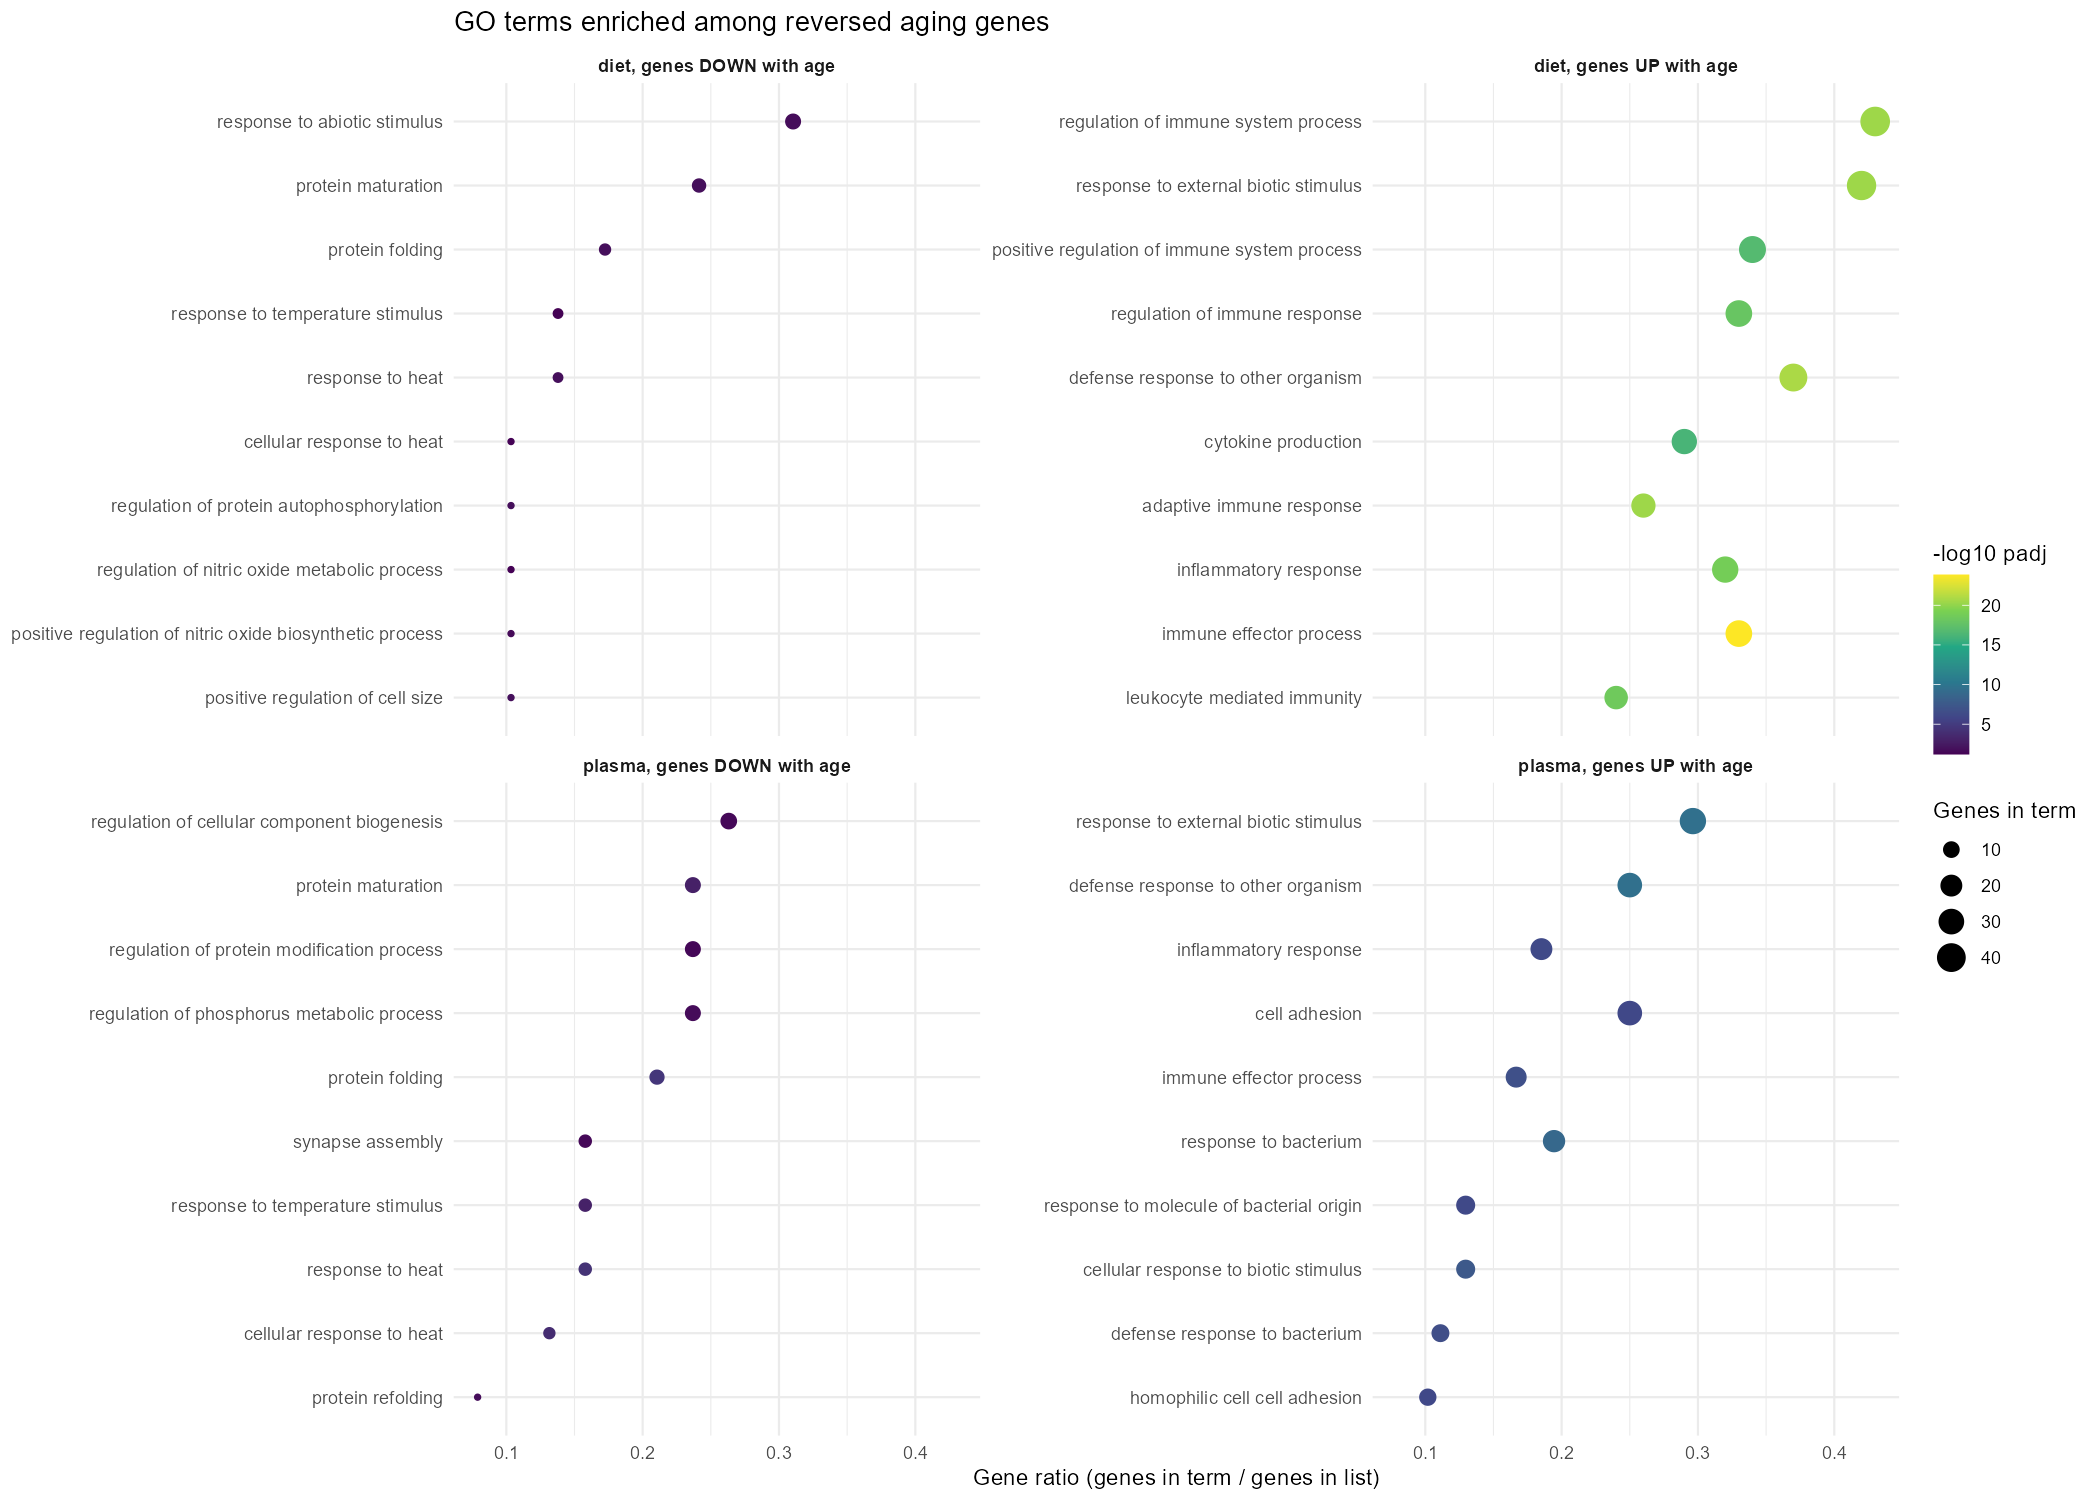 GO terms enriched among reversed aging genes
diet, genes DOWN with age
response to abiotic stimulus
protein maturation
protein folding
response to temperature stimulus
response to heat
cellular response to heat
regulation of protein autophosphorylation
regulation of nitric oxide metabolic process
positive regulation of nitric oxide biosynthetic process
positive regulation of cell size
diet, genes UP with age
regulation of immune system process
response to external biotic stimulus
positive regulation of immune system process
regulation of immune response
defense response to other organism
cytokine production
adaptive immune response
inflammatory response
immune effector process
leukocyte mediated immunity
plasma, genes DOWN with age
regulation of cellular component biogenesis
protein maturation
regulation of protein modification process
regulation of phosphorus metabolic process
protein folding
synapse assembly
response to temperature stimulus
response to heat
cellular response to heat
protein refolding
0.1 0.2 0.3 0.4
plasma, genes UP with age
response to external biotic stimulus
defense response to other organism
inflammatory response
cell adhesion
immune effector process
response to bacterium
response to molecule of bacterial origin
cellular response to biotic stimulus
defense response to bacterium
homophilic cell cell adhesion
0.1 0.2 0.3 0.4
Gene ratio (genes in term / genes in list)
-log10 padj
20
15
10
5
Genes in term
10
20
30
40